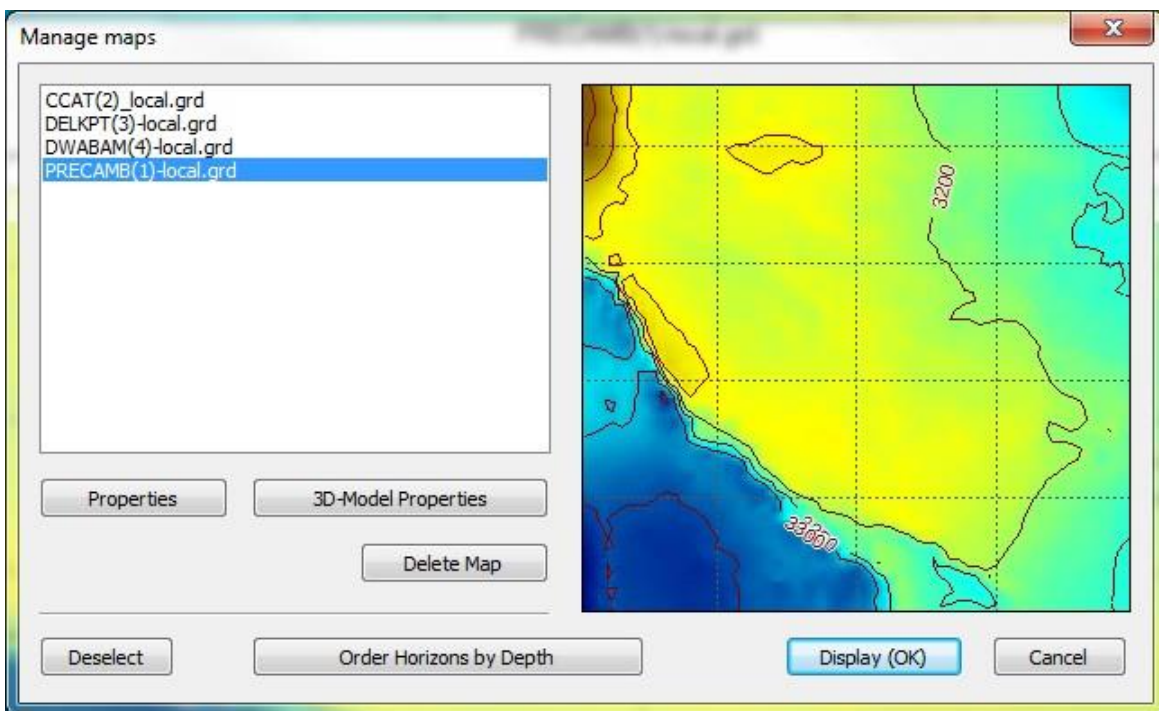 Manage maps
CCAT(2)_local.grd
DELKPT(3)-local.grd
DWABAM(4)-local.grd
PRECAMB(1)-local.grd
3200
Properties
3D-Model Properties
Delete Map
Deselect
Order Horizons by Depth
Display (OK)
Cancel